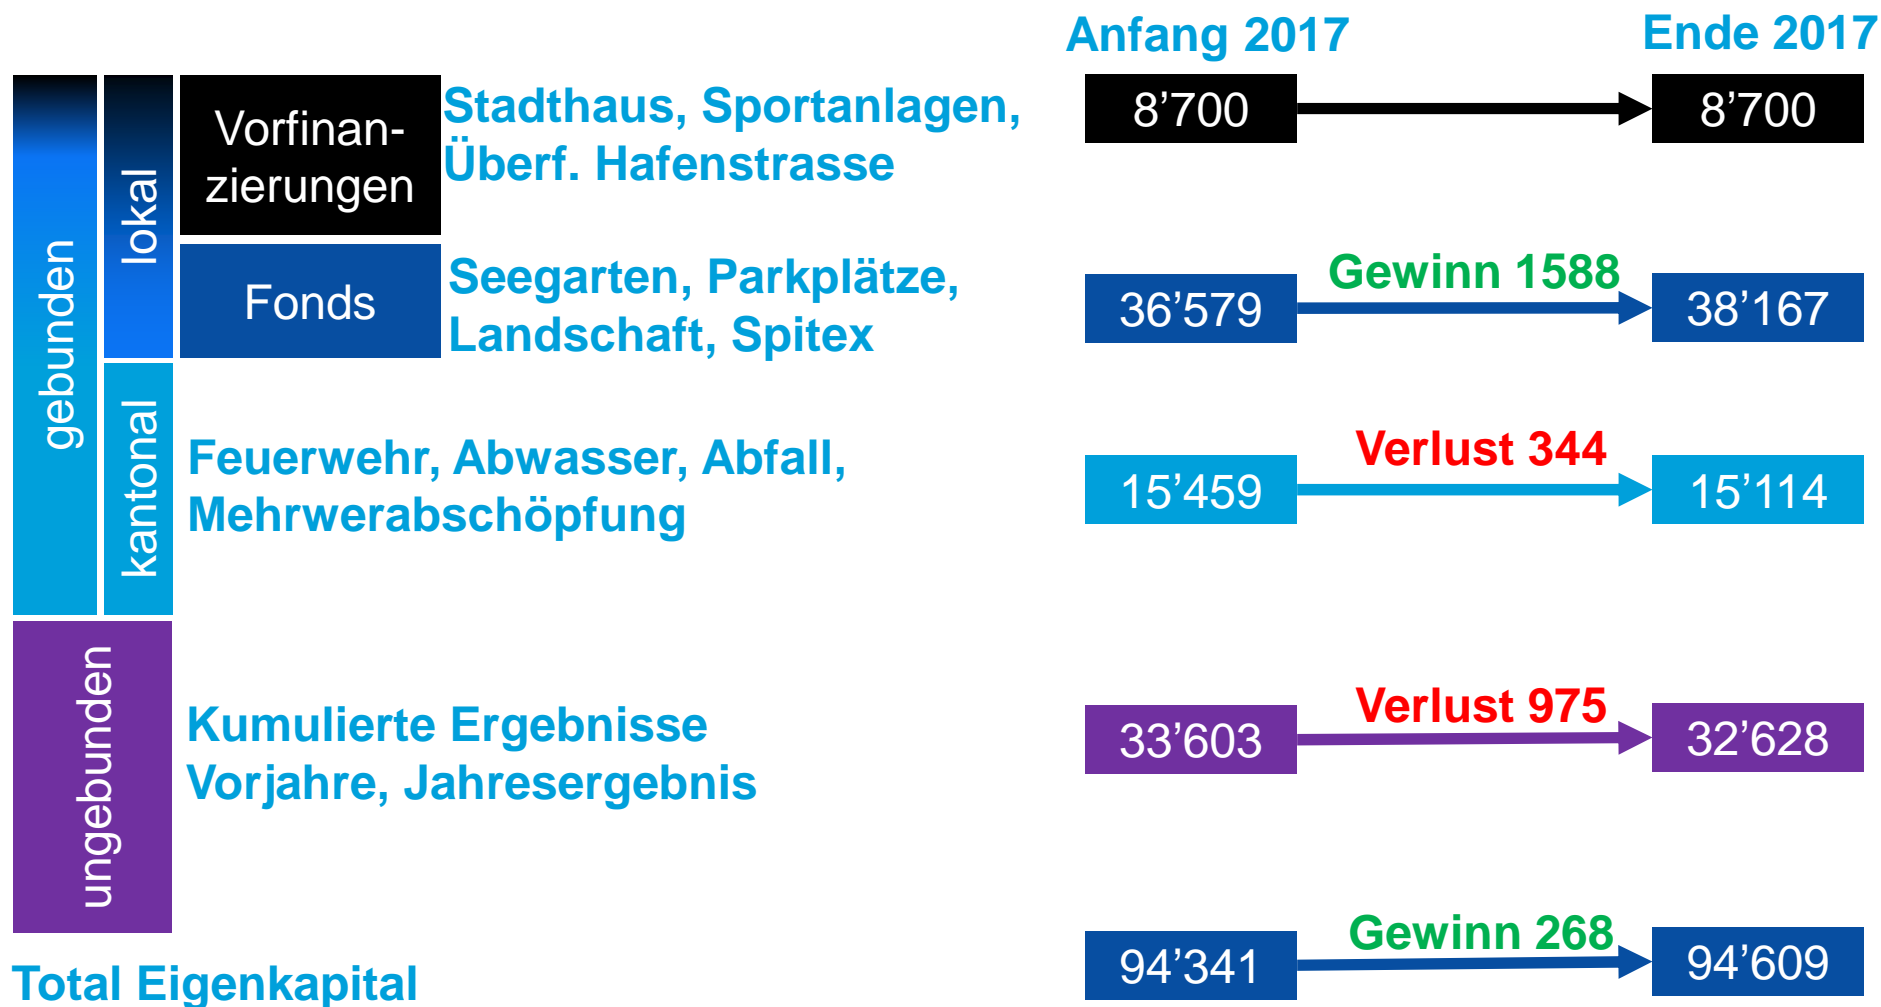 Anfang 2017
Ende 2017
gebunden
lokal
Vorfinan-
zierungen
Stadthaus, Sportanlagen,
Überf. Hafenstrasse
8’700
8’700
Fonds
Seegarten, Parkplätze,
Landschaft, Spitex
36’579
Gewinn 1588
38’167
kantonal
Feuerwehr, Abwasser, Abfall,
Mehrwerabschöpfung
15’459
Verlust 344
15’114
ungebunden
Kumulierte Ergebnisse
Vorjahre, Jahresergebnis
33’603
Verlust 975
32’628
Total Eigenkapital
94’341
Gewinn 268
94’609